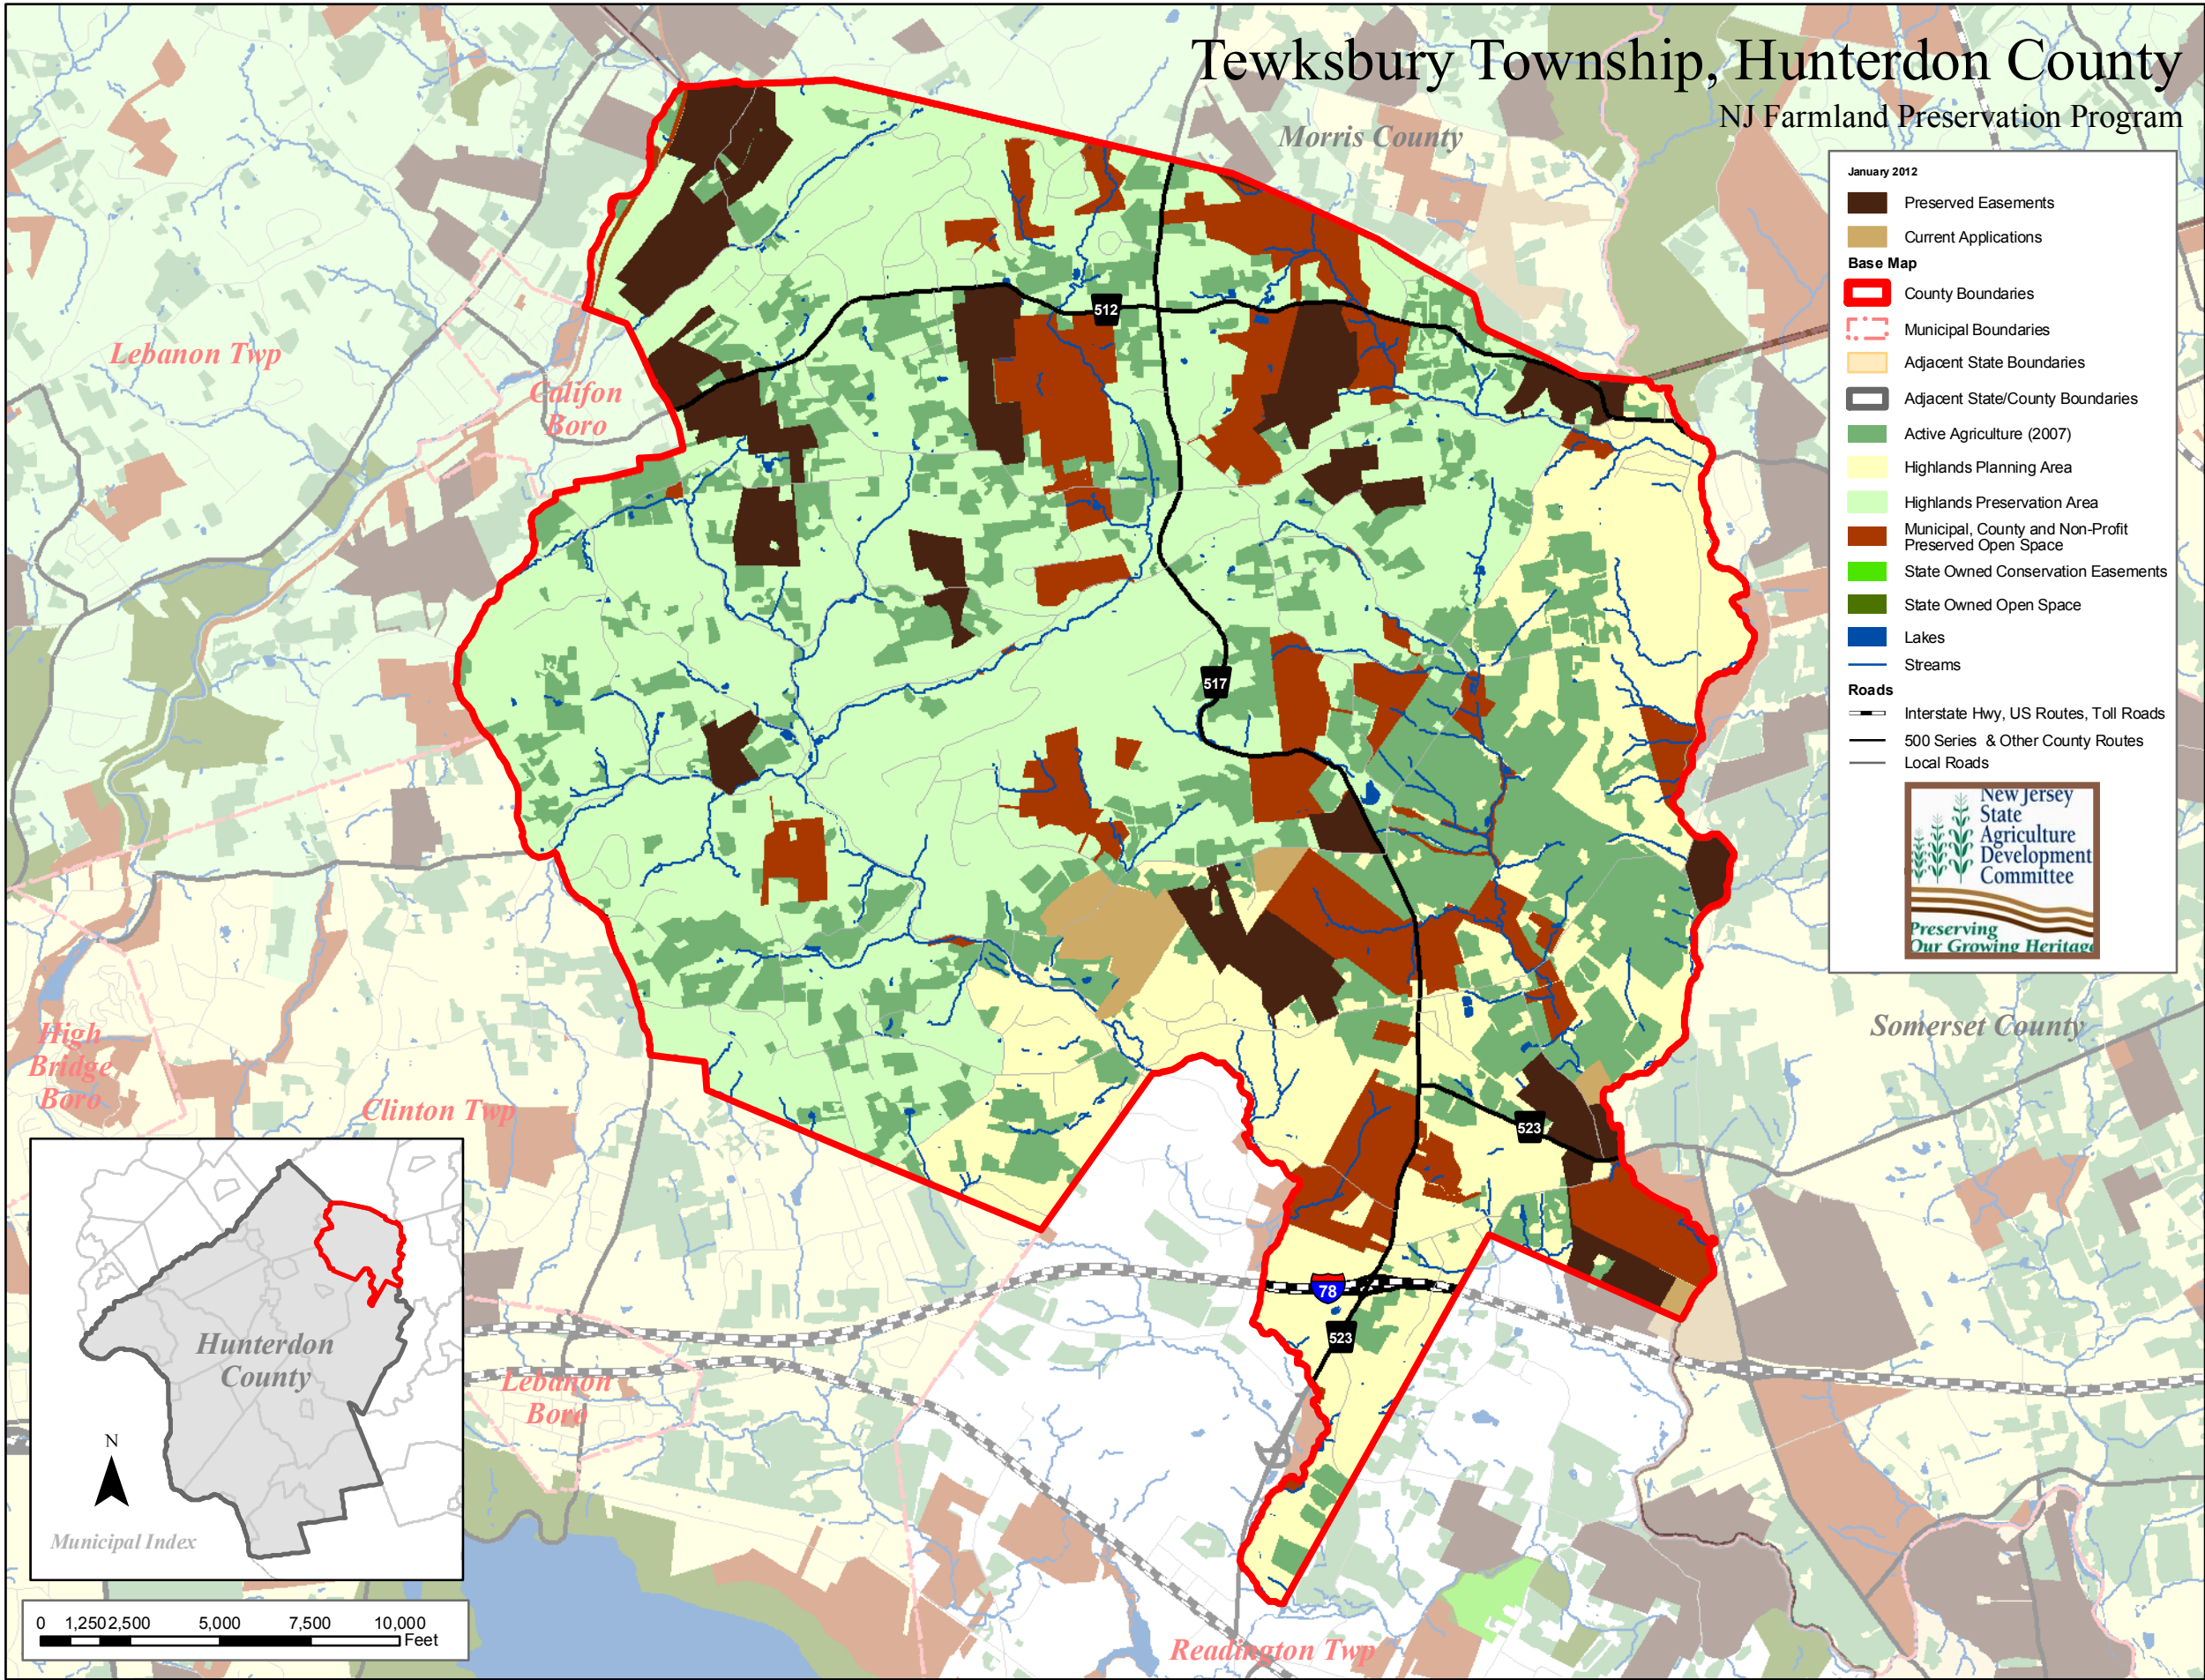 Tewksbury Township, Hunterdon County
NJ Farmland Preservation Program
Morris County
January 2012
Preserved Easements
Current Applications
Base Map
County Boundaries
Municipal Boundaries
Adjacent State Boundaries
Adjacent State/County Boundaries
Active Agriculture (2007)
Highlands Planning Area
Highlands Preservation Area
Municipal, County and Non-Profit
Preserved Open Space
State Owned Conservation Easements
State Owned Open Space
Lakes
Streams
Roads
Interstate Hwy, US Routes, Toll Roads
500 Series & Other County Routes
Local Roads
New Jersey
State
Agriculture
Development
Committee
Preserving
Our Growing Heritage
512
Lebanon Twp
Califon
Boro
517
Somerset County
High
Bridge
Boro
Clinton Twp
523
78
523
Lebanon
Boro
Hunterdon
County
N
Municipal Index
0 1,250 2,500 5,000 7,500 10,000
Feet
Readington Twp